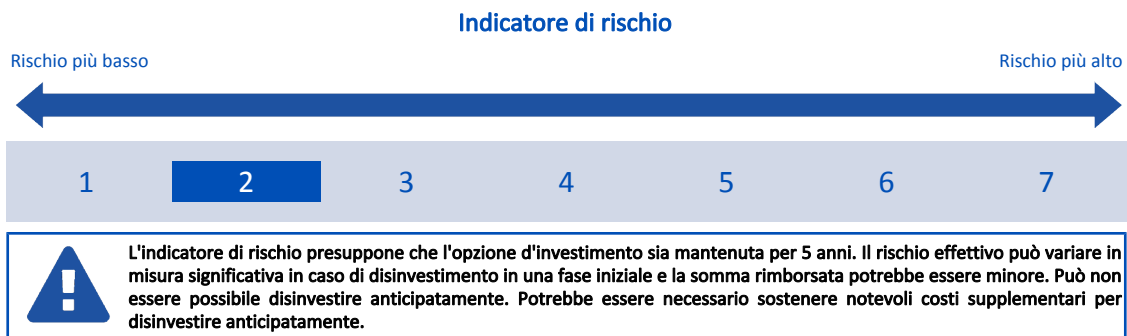 Indicatore di rischio
Rischio più basso
Rischio più alto
1 2 3 4 5 6 7
L'indicatore di rischio presuppone che l'opzione d'investimento sia mantenuta per 5 anni. Il rischio effettivo può variare in
misura significativa in caso di disinvestimento in una fase iniziale e la somma rimborsata potrebbe essere minore. Può non
essere possibile disinvestire anticipatamente. Potrebbe essere necessario sostenere notevoli costi supplementari per
disinvestire anticipatamente.